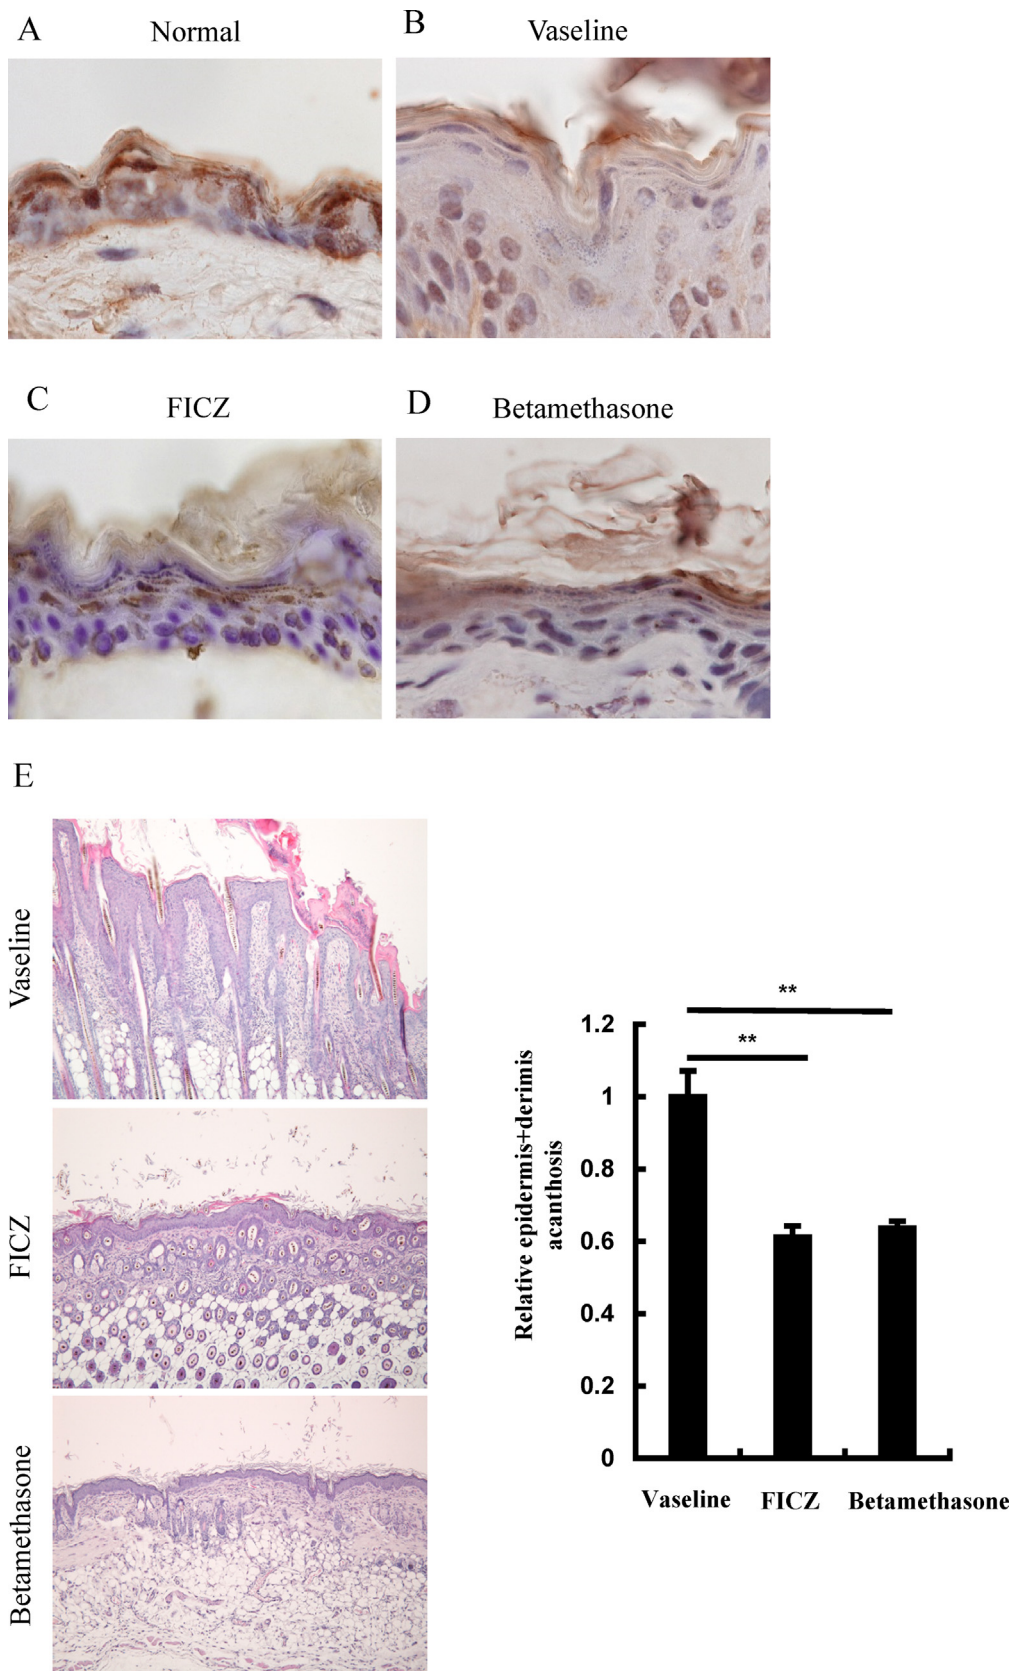 A
Normal
B
Vaseline
C
FICZ
D
Betamethasone
E
Vaseline
FICZ
Betamethasone
Relative epidermis+derimis
acanthosis
**
**
1.2
1
0.8
0.6
0.4
0.2
0
Vaseline
FICZ
Betamethasone